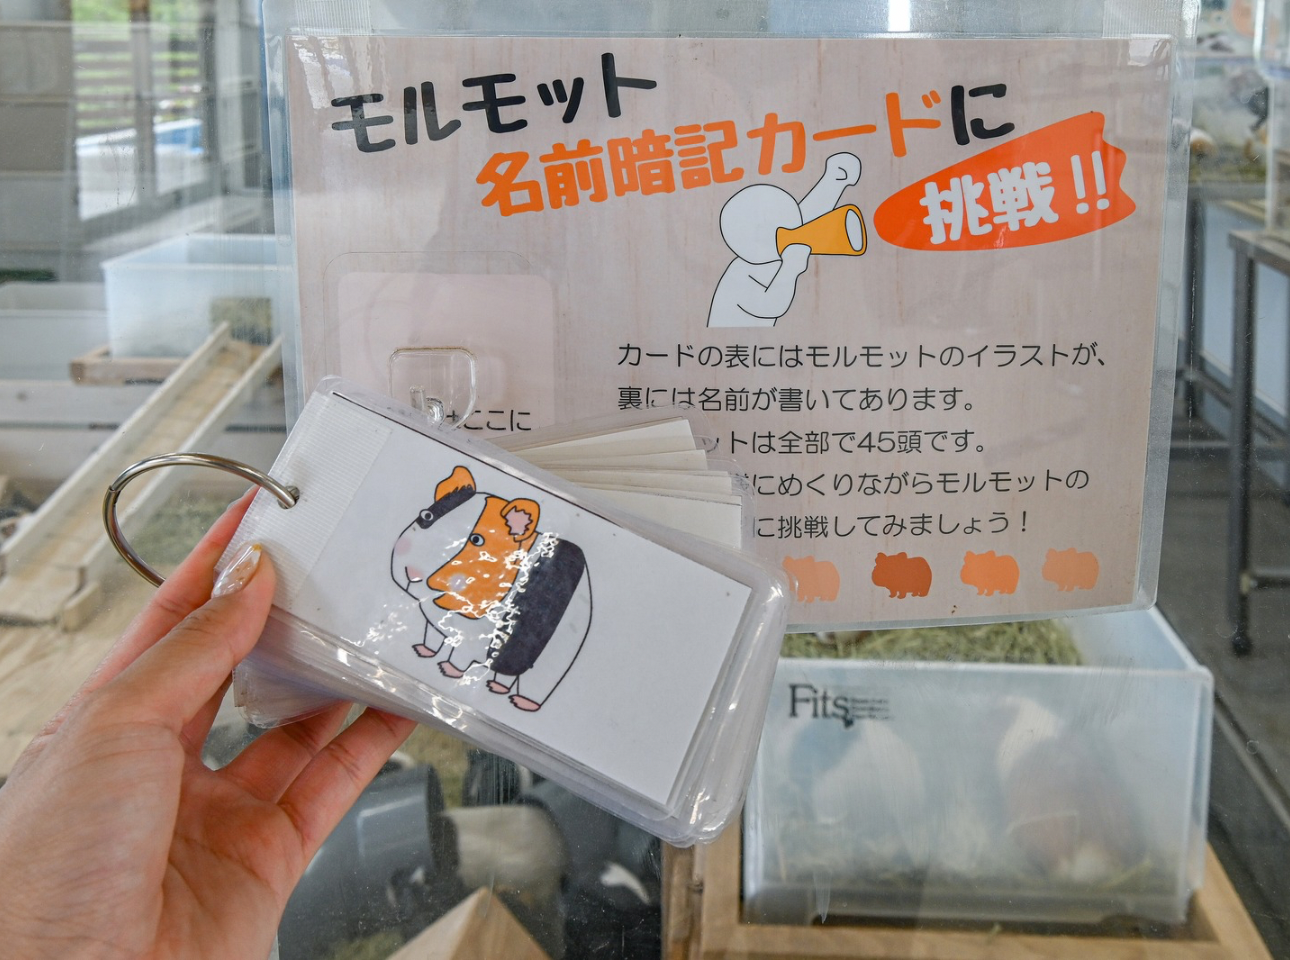 モルモット
名前暗記カードに
挑戦!!
カードの表にはモルモットのイラストが、
裏には名前が書いてあります。
ットは全部で45頭です。
にめくりながらモルモットの
に挑戦してみましょう!
はここに
Fits